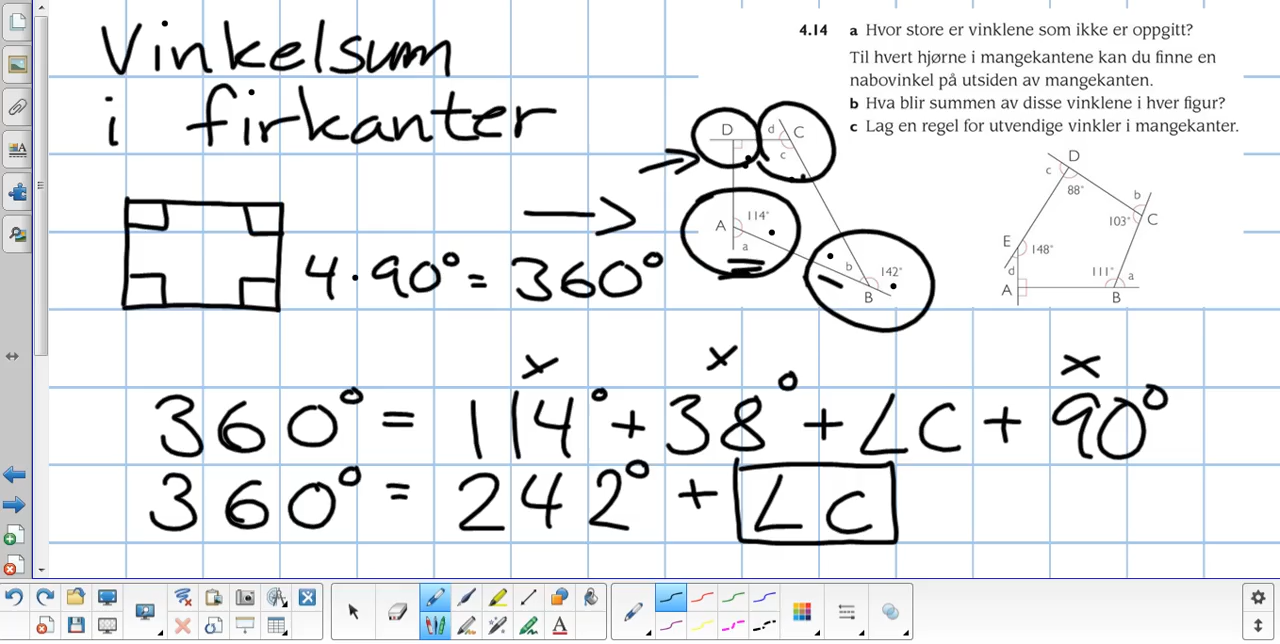 Vinkelsum
i firkanter
4.14 a Hvor store er vinklene som ikke er oppgitt?
Til hvert hjørne i mangekantene kan du finne en
nabovinkel på utsiden av mangekanten.
b Hva blir summen av disse vinklene i hver figur?
c Lag en regel for utvendige vinkler i mangekanter.
D d C
c
A 114°
a
b 142°
B
D
c 88°
b
103° C
E 148°
d
111° a
A B
4·90° = 360°
360° = 114° + 38° + ∠C + 90°
360° = 242° + ∠C
A